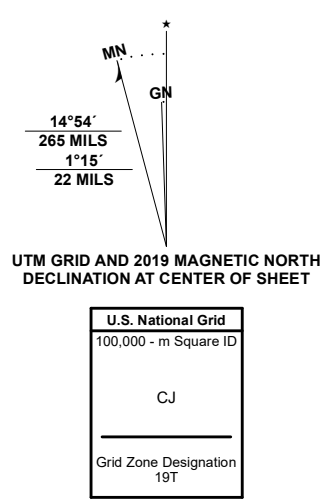 ★
MN
GN
14°54´
265 MILS
1°15´
22 MILS
UTM GRID AND 2019 MAGNETIC NORTH
DECLINATION AT CENTER OF SHEET
U.S. National Grid
100,000 - m Square ID
CJ
Grid Zone Designation
19T